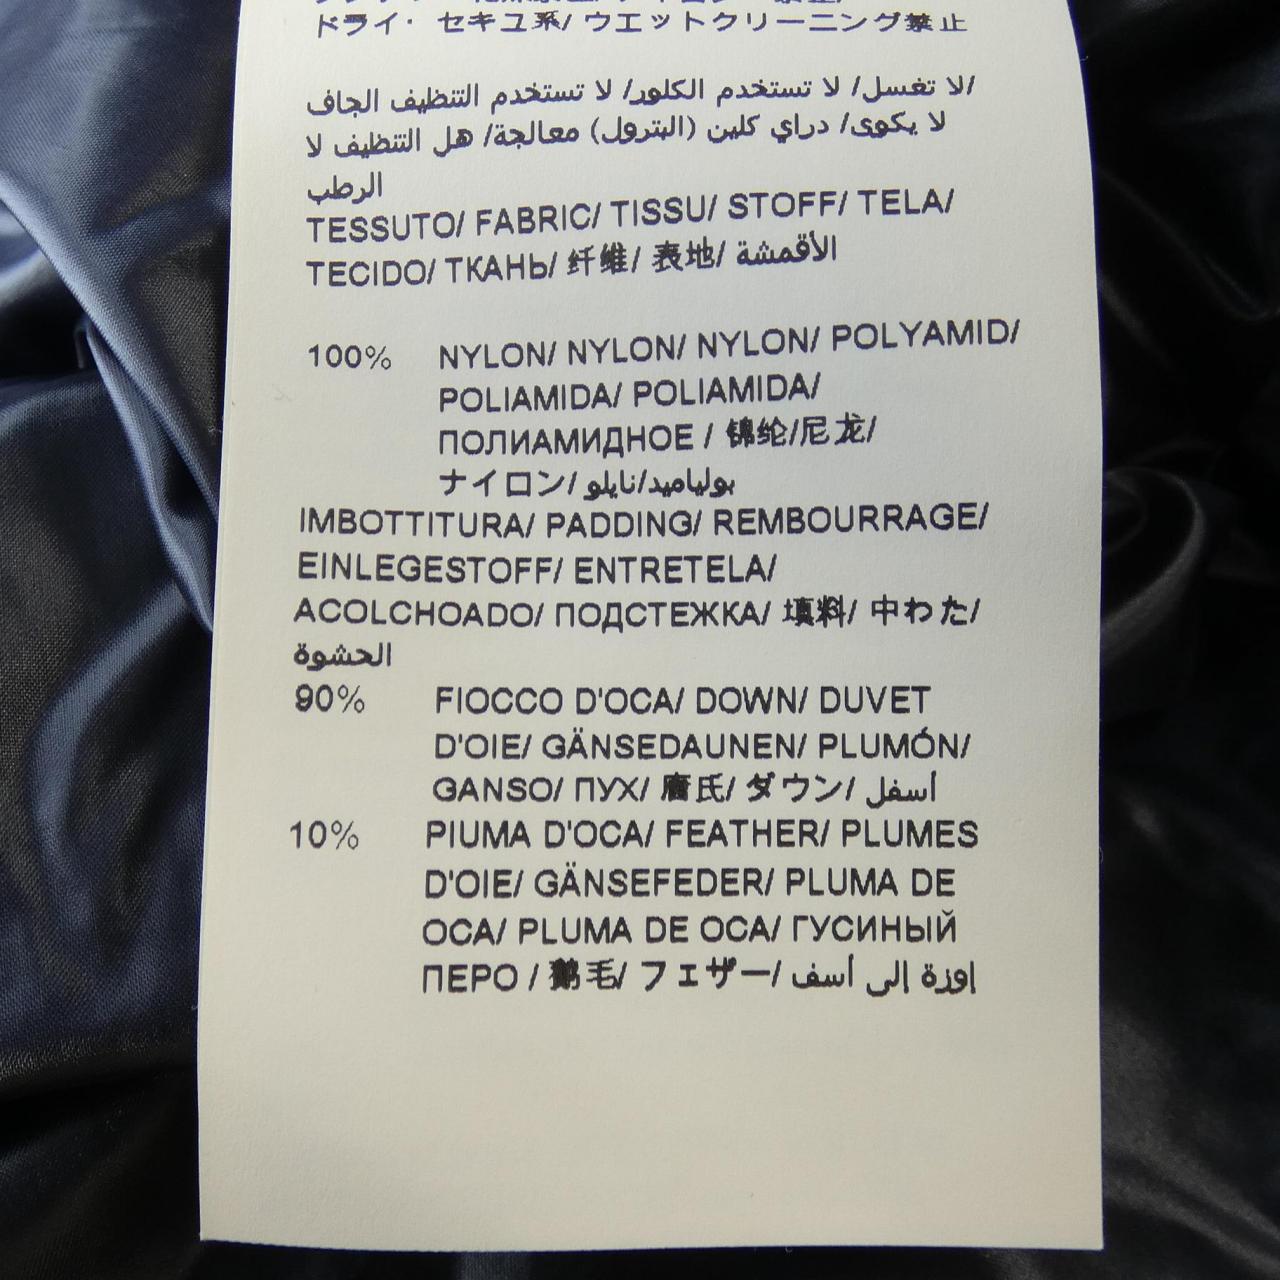 ドライ・ セキユ系/ ウエットクリーニング禁止
لا تغسل/ لا تستخدم الكلور/ لا تستخدم التنظيف الجاف/
لا يكوى/ دراي كلين (البترول) معالجة/ هل التنظيف لا
الرطب
TESSUTO/ FABRIC/ TISSU/ STOFF/ TELA/
TECIDO/ ТКАНЬ/ 纤维/ 表地/ الأقمشة
100% NYLON/ NYLON/ NYLON/ POLYAMID/
POLIAMIDA/ POLIAMIDA/
ПОЛИАМИДНОЕ / 锦纶/尼龙/
ナイロン/ بولياميد/نايلو
IMBOTTITURA/ PADDING/ REMBOURRAGE/
EINLEGESTOFF/ ENTRETELA/
ACOLCHOADO/ ПОДСТЕЖКА/ 填料/ 中わた/
الحشوة
90% FIOCCO D'OCA/ DOWN/ DUVET
D'OIE/ GÄNSEDAUNEN/ PLUMÓN/
GANSO/ ПУХ/ 唐氏/ ダウン/ أسفل
10% PIUMA D'OCA/ FEATHER/ PLUMES
D'OIE/ GÄNSEFEDER/ PLUMA DE
OCA/ PLUMA DE OCA/ ГУСИНЫЙ
ПЕРО / 鹅毛/ フェザー/ إوزة إلى أسف